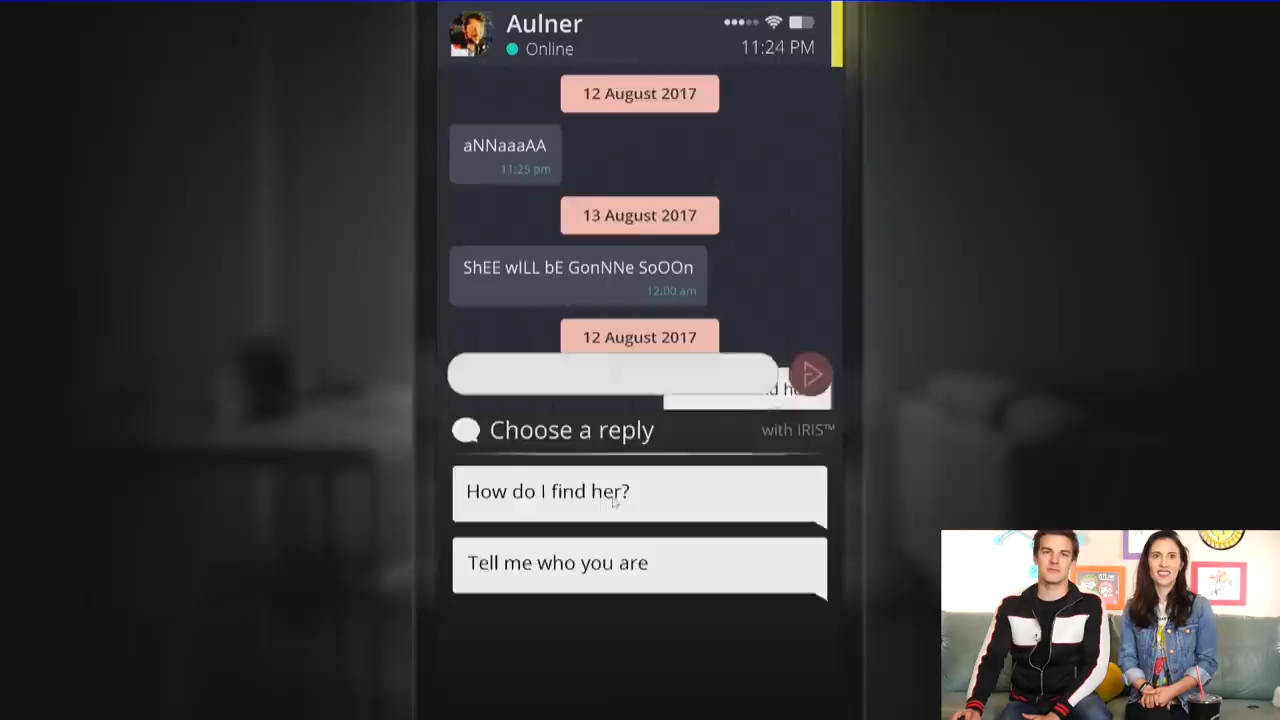 Aulner
Online
11:24 PM
12 August 2017
aNNaaaAA
11:25 pm
13 August 2017
ShEE wILL bE GonNNe SoOOn
12:00 am
12 August 2017
Choose a reply
with IRIS™
How do I find her?
Tell me who you are